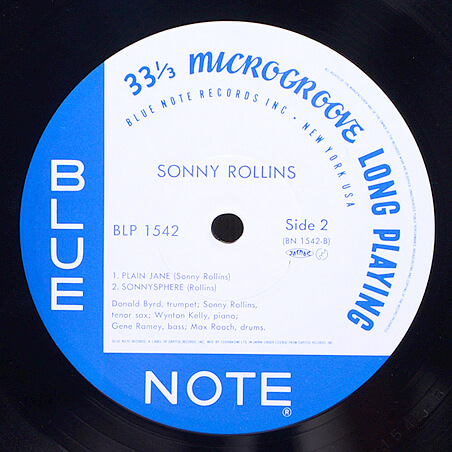 33⅓ MICROGROOVE LONG PLAYING
BLUE NOTE RECORDS INC . NEW YORK USA
BLUE
SONNY ROLLINS
BLP 1542
Side 2
(BN 1542-B)
JASRAC
1. PLAIN JANE (Sonny Rollins)
2. SONNYSPHERE (Rollins)
Donald Byrd, trumpet; Sonny Rollins,
tenor sax; Wynton Kelly, piano;
Gene Ramey, bass; Max Roach, drums.
NOTE®